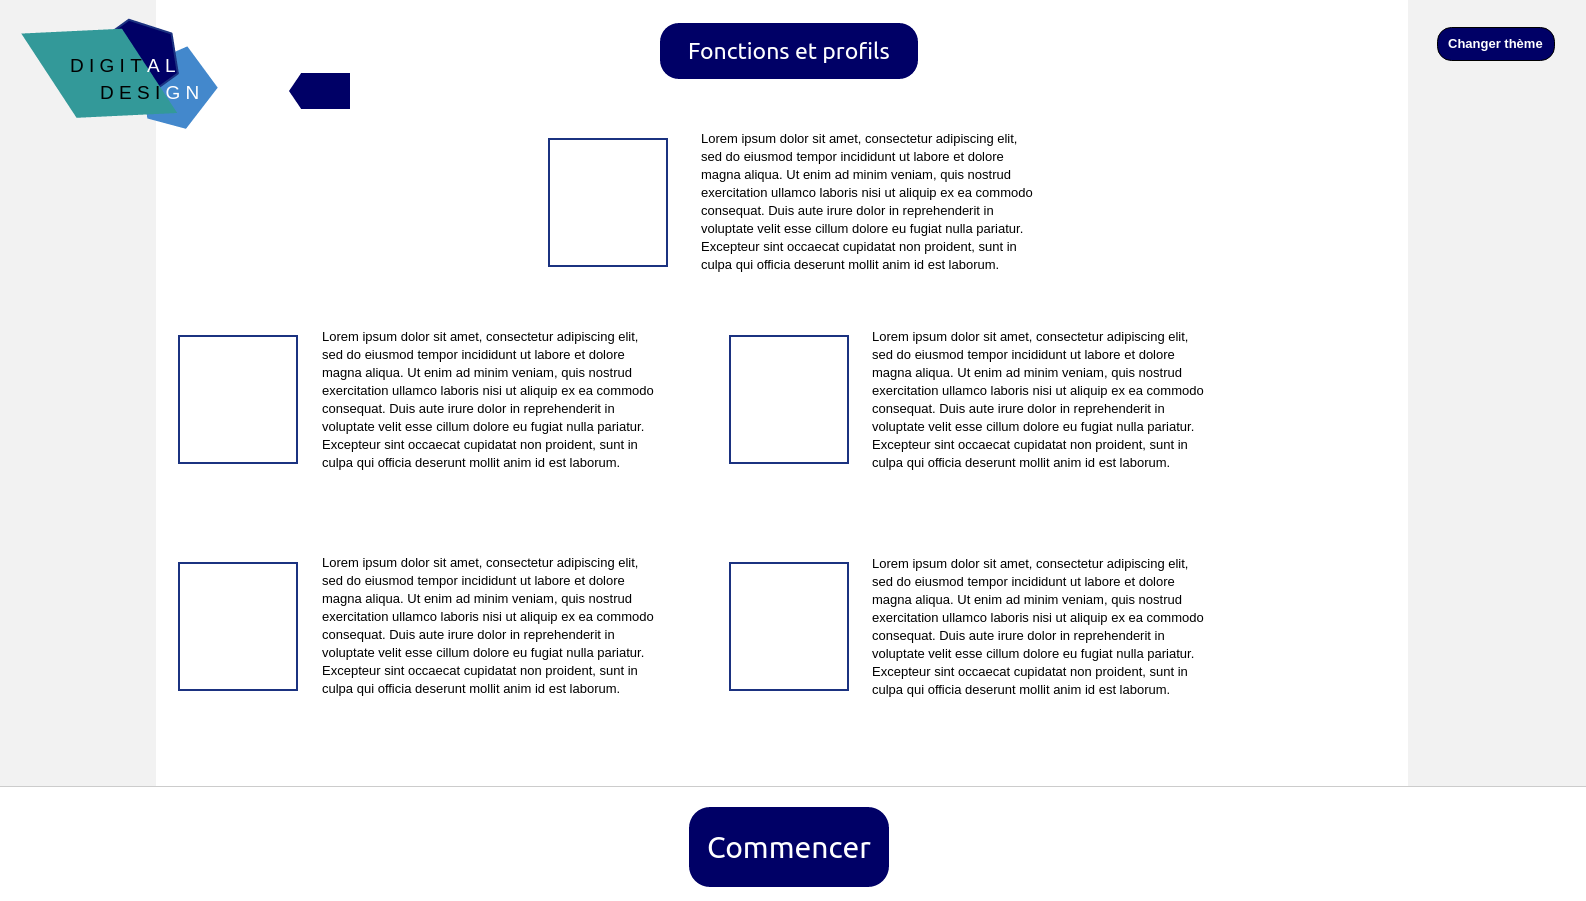 DIGITAL
DESIGN
Fonctions et profils
Changer thème
Lorem ipsum dolor sit amet, consectetur adipiscing elit,
sed do eiusmod tempor incididunt ut labore et dolore
magna aliqua. Ut enim ad minim veniam, quis nostrud
exercitation ullamco laboris nisi ut aliquip ex ea commodo
consequat. Duis aute irure dolor in reprehenderit in
voluptate velit esse cillum dolore eu fugiat nulla pariatur.
Excepteur sint occaecat cupidatat non proident, sunt in
culpa qui officia deserunt mollit anim id est laborum.
Lorem ipsum dolor sit amet, consectetur adipiscing elit,
sed do eiusmod tempor incididunt ut labore et dolore
magna aliqua. Ut enim ad minim veniam, quis nostrud
exercitation ullamco laboris nisi ut aliquip ex ea commodo
consequat. Duis aute irure dolor in reprehenderit in
voluptate velit esse cillum dolore eu fugiat nulla pariatur.
Excepteur sint occaecat cupidatat non proident, sunt in
culpa qui officia deserunt mollit anim id est laborum.
Lorem ipsum dolor sit amet, consectetur adipiscing elit,
sed do eiusmod tempor incididunt ut labore et dolore
magna aliqua. Ut enim ad minim veniam, quis nostrud
exercitation ullamco laboris nisi ut aliquip ex ea commodo
consequat. Duis aute irure dolor in reprehenderit in
voluptate velit esse cillum dolore eu fugiat nulla pariatur.
Excepteur sint occaecat cupidatat non proident, sunt in
culpa qui officia deserunt mollit anim id est laborum.
Lorem ipsum dolor sit amet, consectetur adipiscing elit,
sed do eiusmod tempor incididunt ut labore et dolore
magna aliqua. Ut enim ad minim veniam, quis nostrud
exercitation ullamco laboris nisi ut aliquip ex ea commodo
consequat. Duis aute irure dolor in reprehenderit in
voluptate velit esse cillum dolore eu fugiat nulla pariatur.
Excepteur sint occaecat cupidatat non proident, sunt in
culpa qui officia deserunt mollit anim id est laborum.
Lorem ipsum dolor sit amet, consectetur adipiscing elit,
sed do eiusmod tempor incididunt ut labore et dolore
magna aliqua. Ut enim ad minim veniam, quis nostrud
exercitation ullamco laboris nisi ut aliquip ex ea commodo
consequat. Duis aute irure dolor in reprehenderit in
voluptate velit esse cillum dolore eu fugiat nulla pariatur.
Excepteur sint occaecat cupidatat non proident, sunt in
culpa qui officia deserunt mollit anim id est laborum.
Commencer